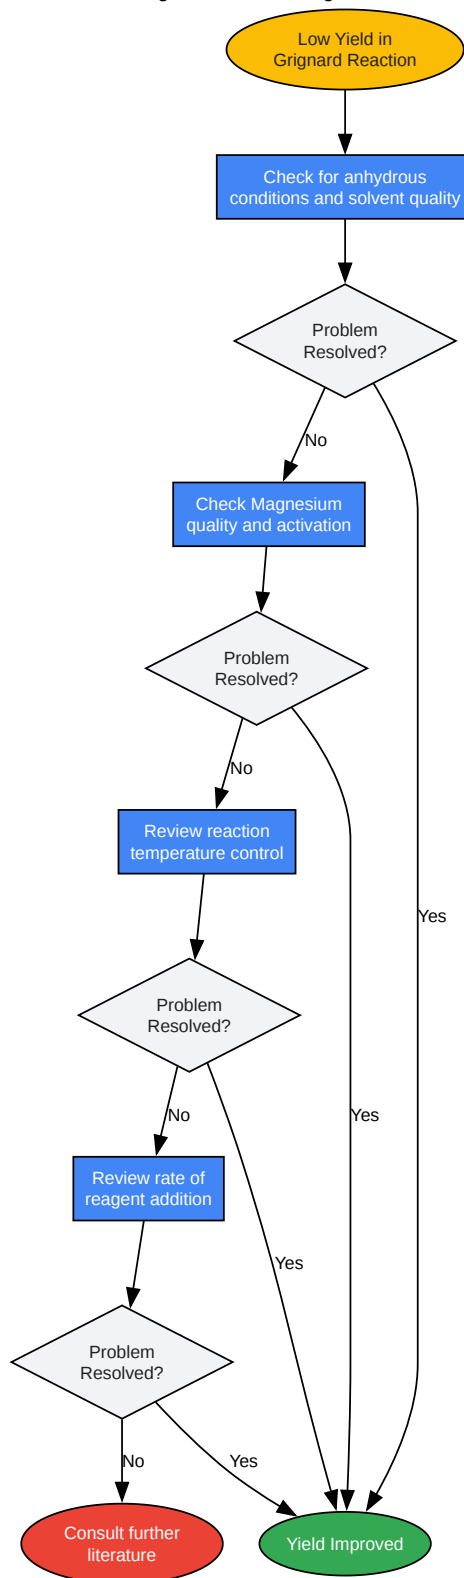 Low Yield in
Grignard Reaction
Check for anhydrous
conditions and solvent quality
Problem
Resolved?
No
Check Magnesium
quality and activation
Problem
Resolved?
No
Review reaction
temperature control
Yes
Problem
Resolved?
No
Yes
Review rate of
reagent addition
Yes
Problem
Resolved?
No
Yes
Consult further
literature
Yield Improved